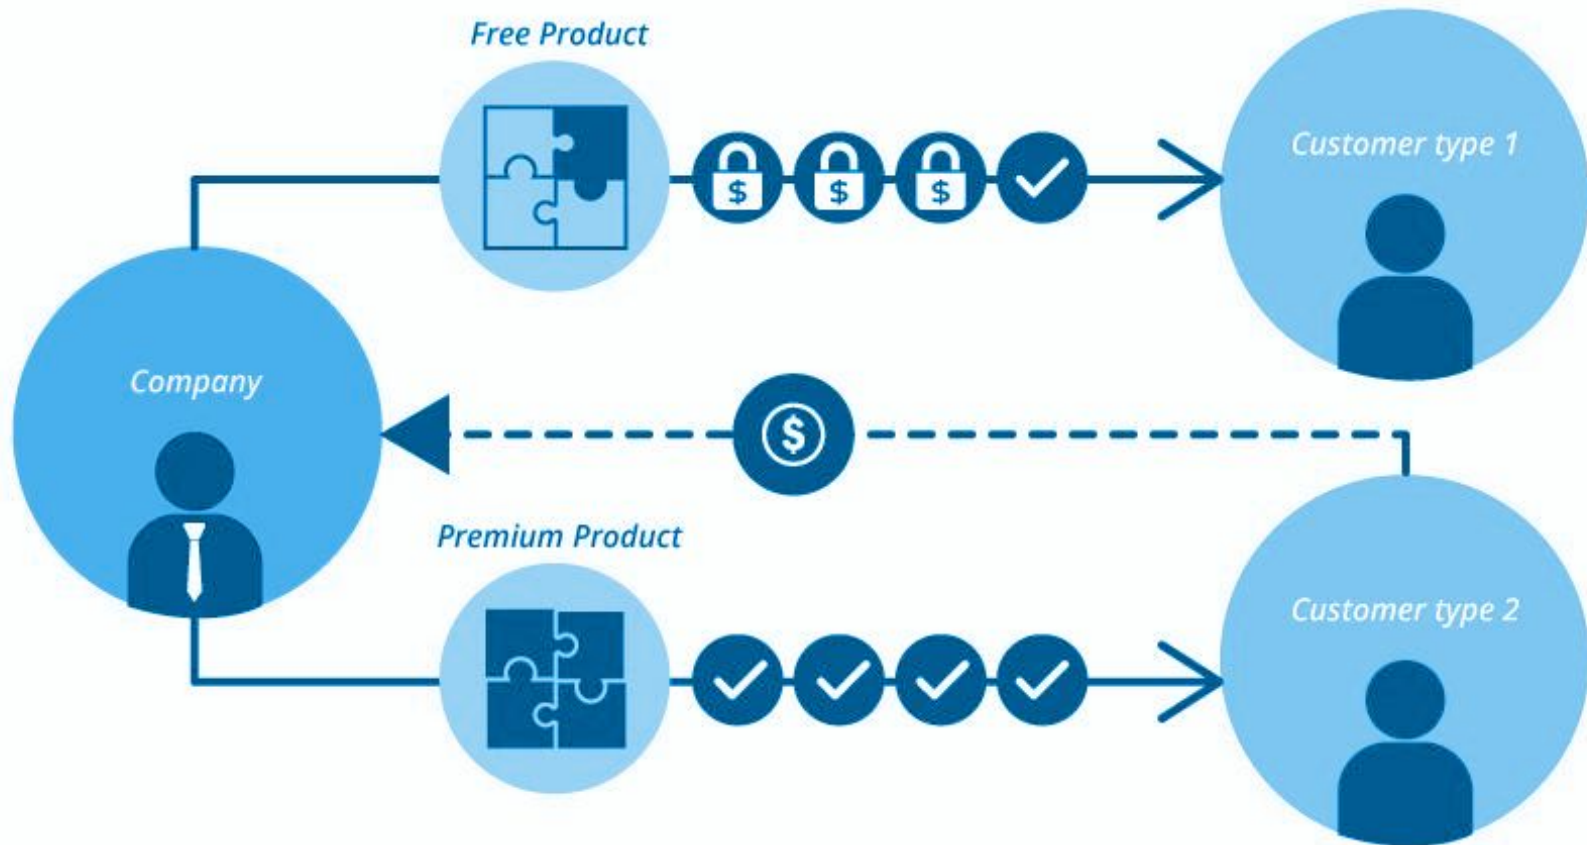 Free Product
Customer type 1
$ $ $
Company
$
Premium Product
Customer type 2